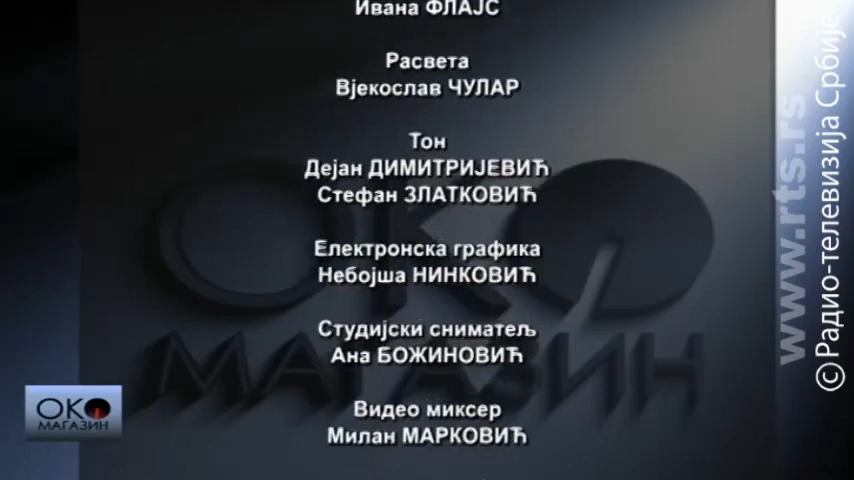 Ивана ФЛАЈС
Расвета
Вјекослав ЧУЛАР
Тон
Дејан ДИМИТРИЈЕВИЋ
Стефан ЗЛАТКОВИЋ
Електронска графика
Небојша НИНКОВИЋ
Студијски сниматељ
Ана БОЖИНОВИЋ
Видео миксер
Милан МАРКОВИЋ
ОКО
МАГАЗИН
ОКО
МАГАЗИН
www.rts.rs
© Радио-телевизија Србије